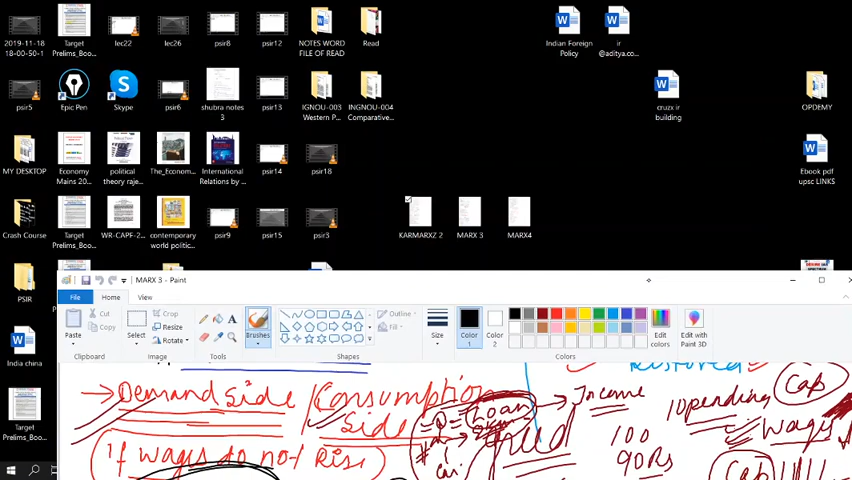 2019-11-18
18-00-50-1
Target
Prelims_Boo...
lec22
lec26
psir8
psir12
NOTES WORD
FILE OF READ
Read
Indian Foreign
Policy
ir
@aditya.co...
psir5
Epic Pen
Skype
psir6
shubra notes
3
psir13
IGNOU-003
Western P...
INGNOU-004
Comparative...
cruzx ir
building
OPDEMY
MY DESKTOP
Economy
Mains 20...
political
theory raje...
The_Econom...
International
Relations by ...
psir14
psir18
Ebook pdf
upsc LINKS
Crash Course
Target
Prelims_Boo...
WR-CAPF-2...
contemporary
world politic...
psir9
psir15
psir3
KARMARXZ 2
MARX 3
MARX4
PSIR
MARX 3 - Paint
File
Home
View
Paste
Cut
Copy
Clipboard
Select
Crop
Resize
Rotate
Image
Tools
Brushes
Shapes
Outline
Fill
Size
Color
1
Color
2
Colors
Edit
colors
Edit with
Paint 3D
India china
Target
Restored
→ Demand side / Consumption
Side
Loan
→ Income
Spending
Cap
wages
100
90Rs
If wages do not Rise
Cap